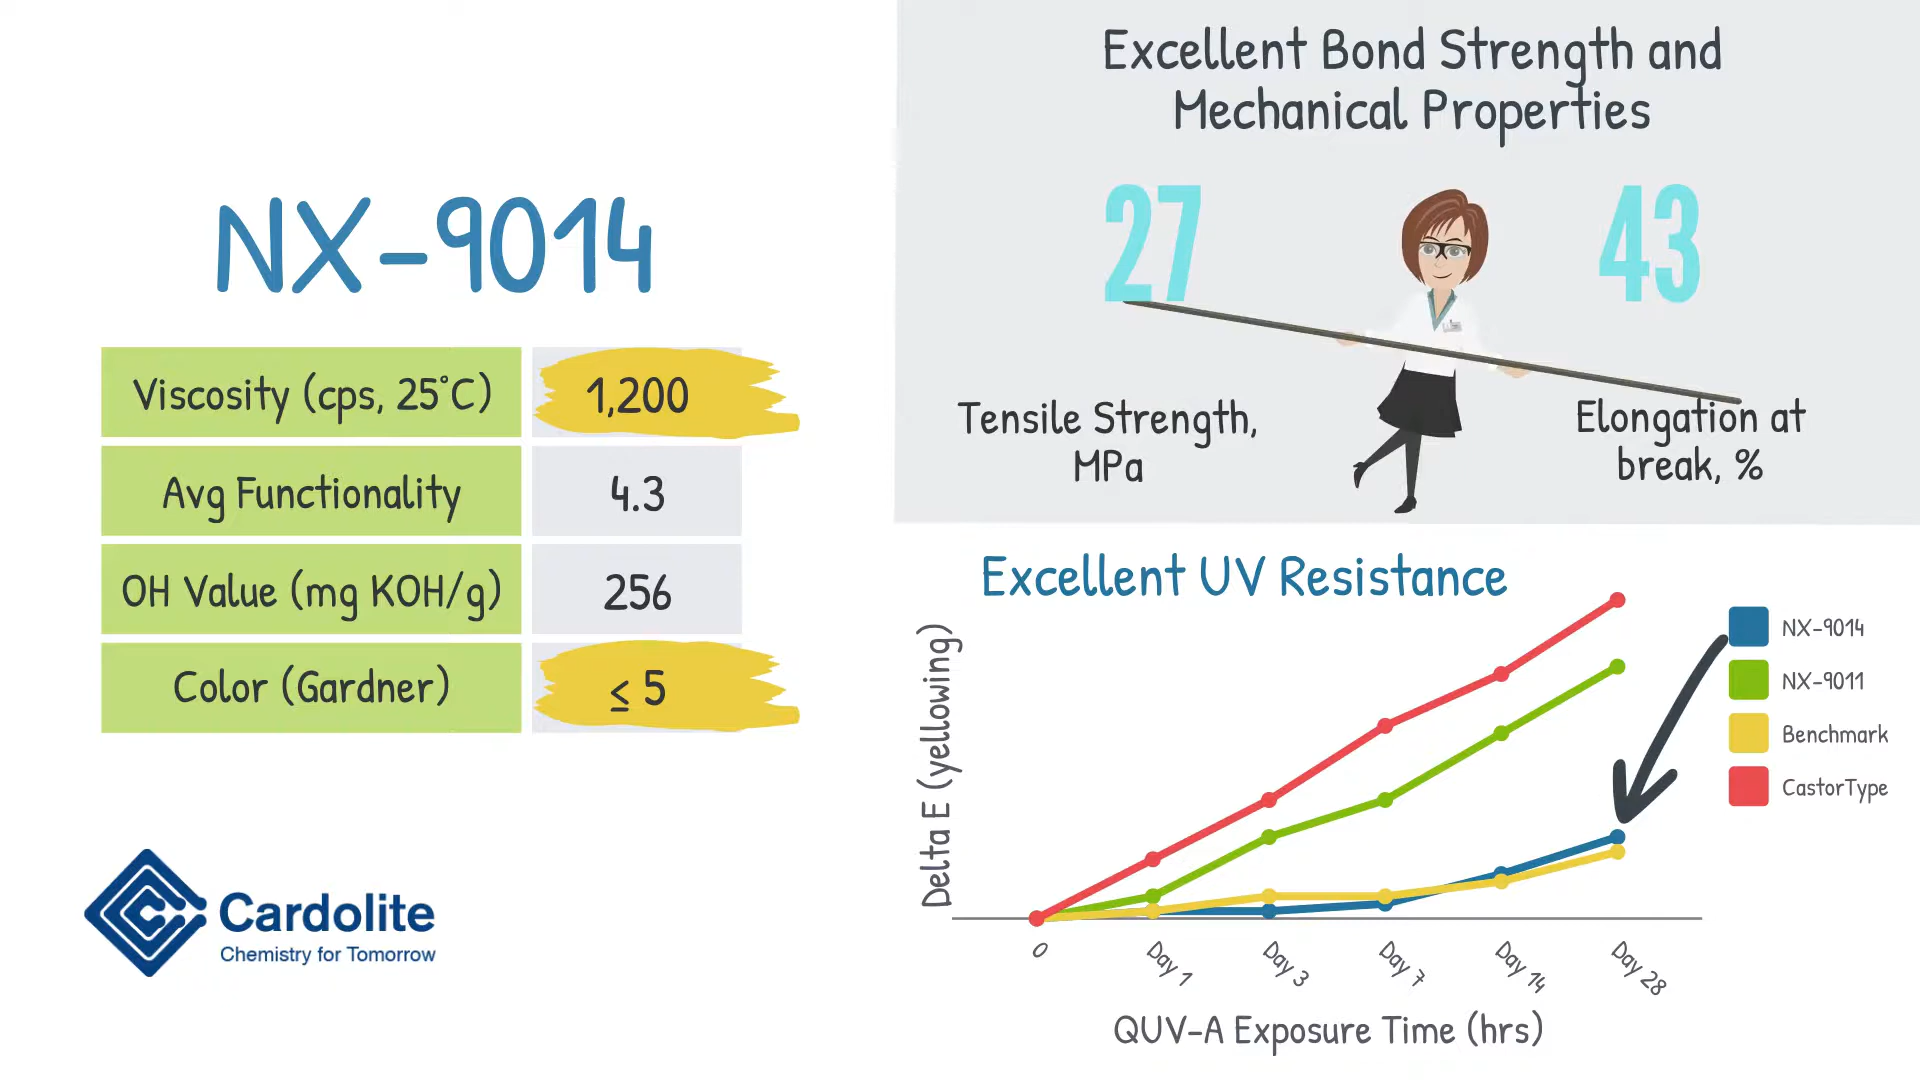 NX-9014
Viscosity (cps, 25°C) 1,200
Avg Functionality 4.3
OH Value (mg KOH/g) 256
Color (Gardner) ≤ 5
Cardolite
Chemistry for Tomorrow
Excellent Bond Strength and
Mechanical Properties
27
43
Tensile Strength,
MPa
Elongation at
break, %
Excellent UV Resistance
Delta E (yellowing)
NX-9014
NX-9011
Benchmark
CastorType
0 Day 1 Day 3 Day 7 Day 14 Day 28
QUV-A Exposure Time (hrs)